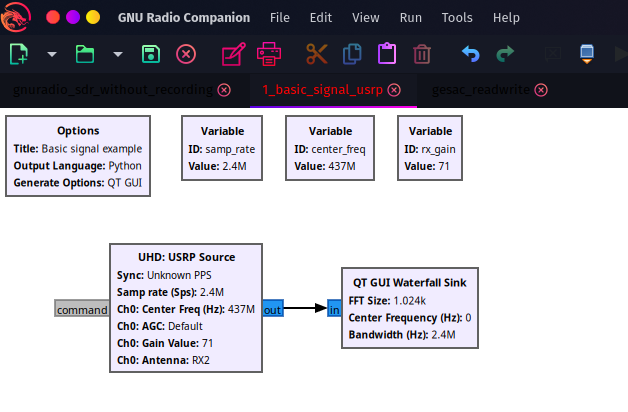 GNU Radio Companion File Edit View Run Tools Help
gnuradio_sdr_without_recording 1_basic_signal_usrp gesac_readwrite
Options
Title: Basic signal example
Output Language: Python
Generate Options: QT GUI
Variable
ID: samp_rate
Value: 2.4M
Variable
ID: center_freq
Value: 437M
Variable
ID: rx_gain
Value: 71
UHD: USRP Source
Sync: Unknown PPS
Samp rate (Sps): 2.4M
Ch0: Center Freq (Hz): 437M
Ch0: AGC: Default
Ch0: Gain Value: 71
Ch0: Antenna: RX2
command
out
in
QT GUI Waterfall Sink
FFT Size: 1.024k
Center Frequency (Hz): 0
Bandwidth (Hz): 2.4M